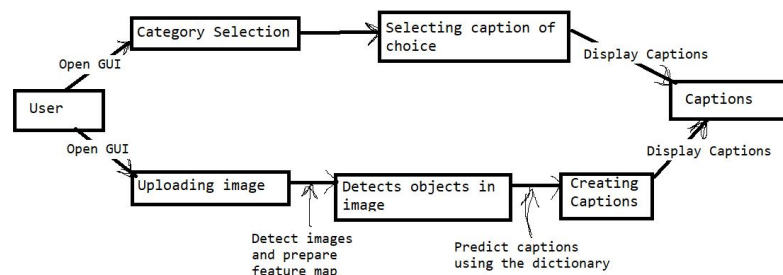 Category Selection
Selecting caption of
choice
Open GUI
Display Captions
User
Captions
Open GUI
Display Captions
Uploading image
Detects objects in
image
Creating
Captions
Detect images
and prepare
feature map
Predict captions
using the dictionary